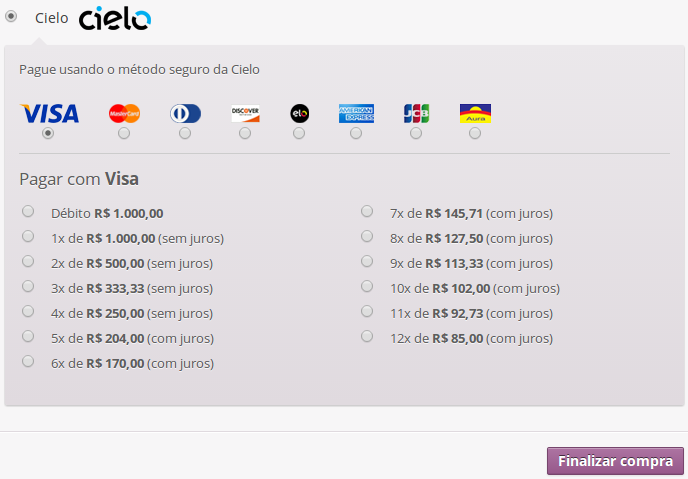 Cielo cielo
Pague usando o método seguro da Cielo
VISA MasterCard DISCOVER elo AMERICAN EXPRESS JCB Aura
Pagar com Visa
Débito R$ 1.000,00
1x de R$ 1.000,00 (sem juros)
2x de R$ 500,00 (sem juros)
3x de R$ 333,33 (sem juros)
4x de R$ 250,00 (sem juros)
5x de R$ 204,00 (com juros)
6x de R$ 170,00 (com juros)
7x de R$ 145,71 (com juros)
8x de R$ 127,50 (com juros)
9x de R$ 113,33 (com juros)
10x de R$ 102,00 (com juros)
11x de R$ 92,73 (com juros)
12x de R$ 85,00 (com juros)
Finalizar compra